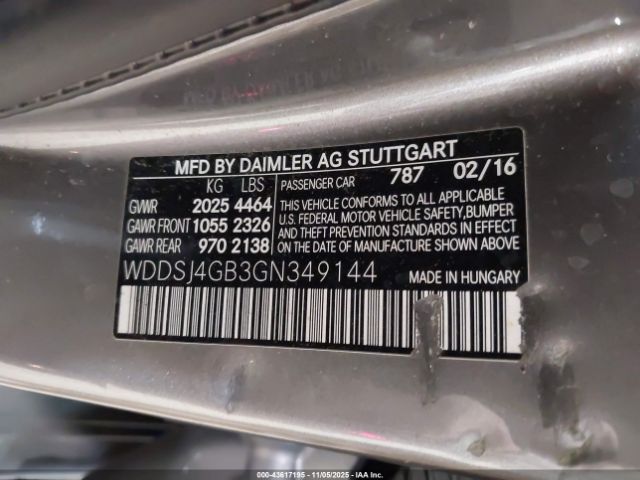 MFD BY DAIMLER AG STUTTGART
KG LBS
GVWR 2025 4464
GAWR FRONT 1055 2326
GAWR REAR 970 2138
PASSENGER CAR 787 02/16
THIS VEHICLE CONFORMS TO ALL APPLICABLE
U.S. FEDERAL MOTOR VEHICLE SAFETY,BUMPER
AND THEFT PREVENTION STANDARDS IN EFFECT
ON THE DATE OF MANUFACTURE SHOWN ABOVE.
WDDSJ4GB3GN349144
MADE IN HUNGARY
000-43617195 - 11/05/2025 - © IAA Inc.